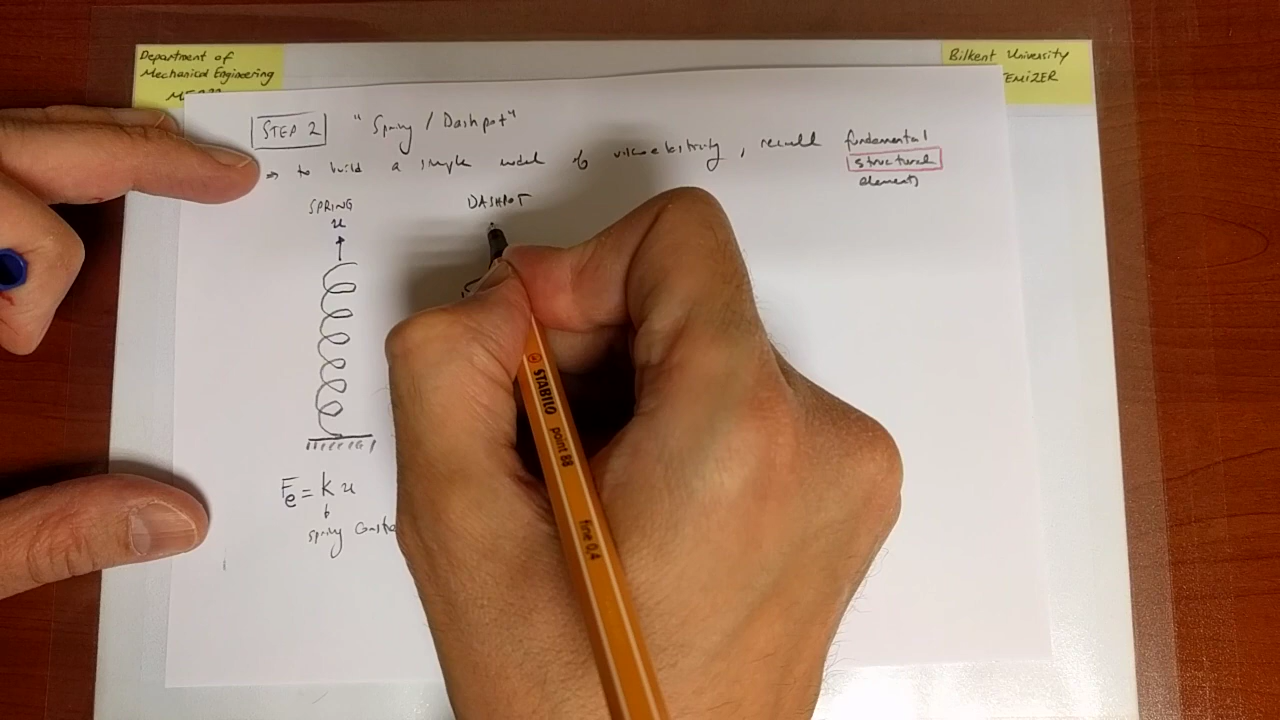 Department of
Mechanical Engineering
Bilkent University
STEP 2 "Spring / Dashpot"
⇒ to build a simple model of viscoelasticity, recall fundamental
structural
elements
SPRING
u
DASHPOT
Fe = k u
spring
STABILO point 88
fine 0,4